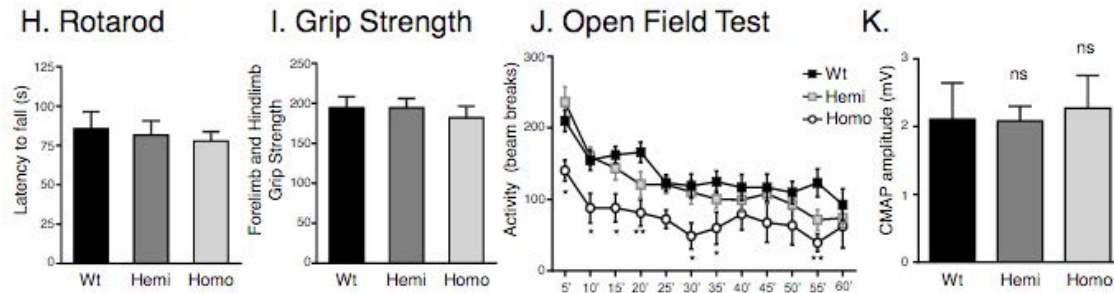 H. Rotarod
I. Grip Strength
J. Open Field Test
K.
Latency to fall (s)
125
100
75
50
25
0
Wt
Hemi
Homo
Forelimb and Hindlimb
Grip Strength
250
200
150
100
50
0
Wt
Hemi
Homo
Activity (beam breaks)
300
200
100
0
Wt
Hemi
Homo
*
*
*
**
*
*
**
5'
10'
15'
20'
25'
30'
35'
40'
45'
50'
55'
60'
CMAP amplitude (mV)
3
2
1
0
ns
ns
Wt
Hemi
Homo